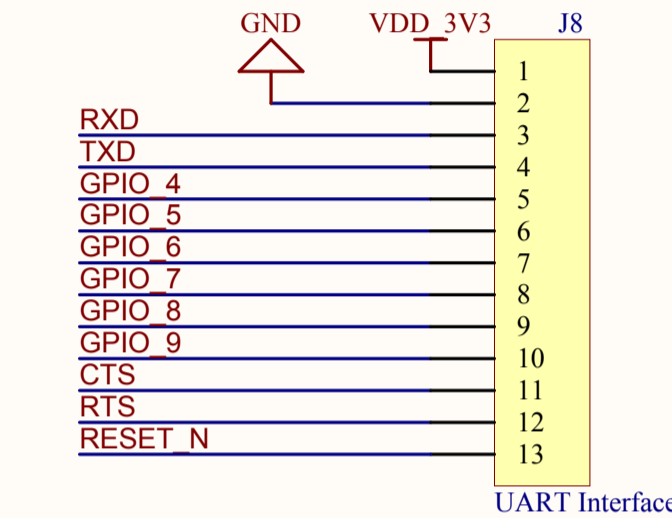 GND VDD_3V3 J8
1
2
RXD 3
TXD 4
GPIO_4 5
GPIO_5 6
GPIO_6 7
GPIO_7 8
GPIO_8 9
GPIO_9 10
CTS 11
RTS 12
RESET_N 13
UART Interface